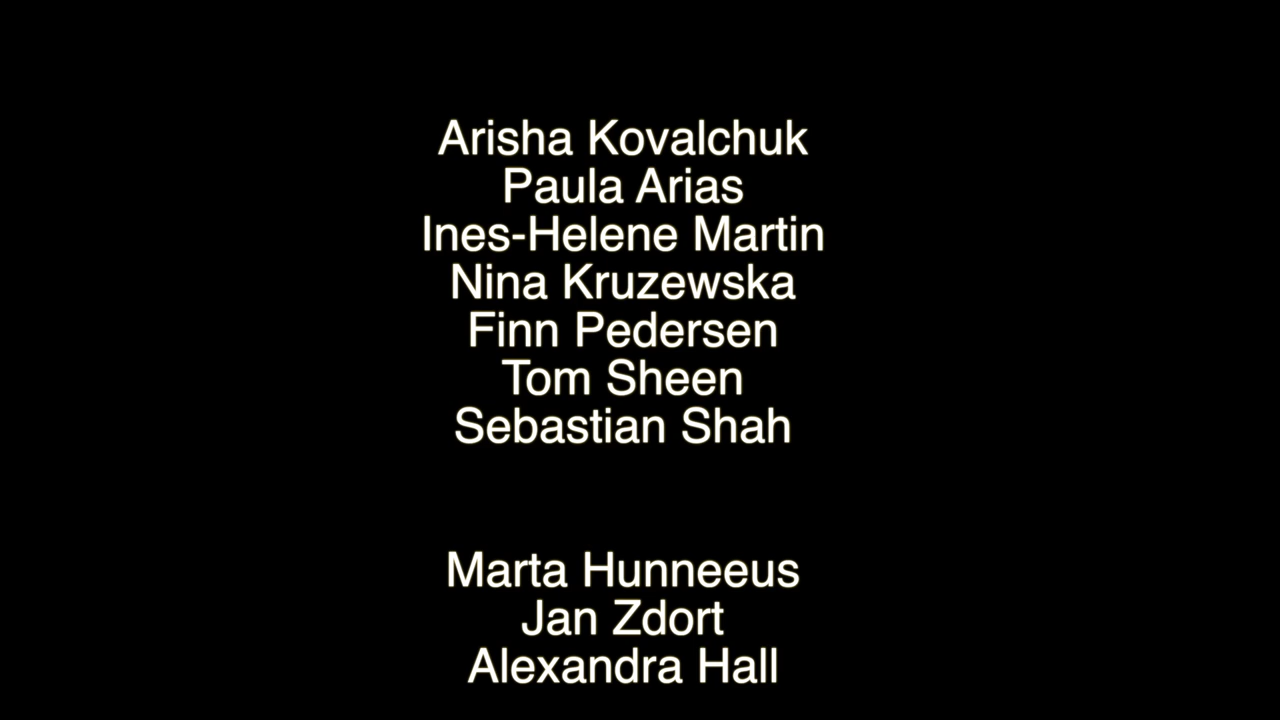 Arisha Kovalchuk
Paula Arias
Ines-Helene Martin
Nina Kruzewska
Finn Pedersen
Tom Sheen
Sebastian Shah
Marta Hunneeus
Jan Zdort
Alexandra Hall